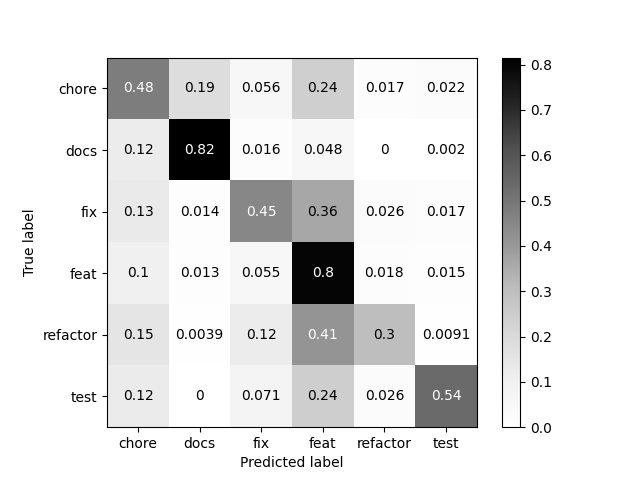 chore 0.48 0.19 0.056 0.24 0.017 0.022
docs 0.12 0.82 0.016 0.048 0 0.002
fix 0.13 0.014 0.45 0.36 0.026 0.017
feat 0.1 0.013 0.055 0.8 0.018 0.015
refactor 0.15 0.0039 0.12 0.41 0.3 0.0091
test 0.12 0 0.071 0.24 0.026 0.54
chore docs fix feat refactor test
Predicted label
True label
0.8
0.7
0.6
0.5
0.4
0.3
0.2
0.1
0.0